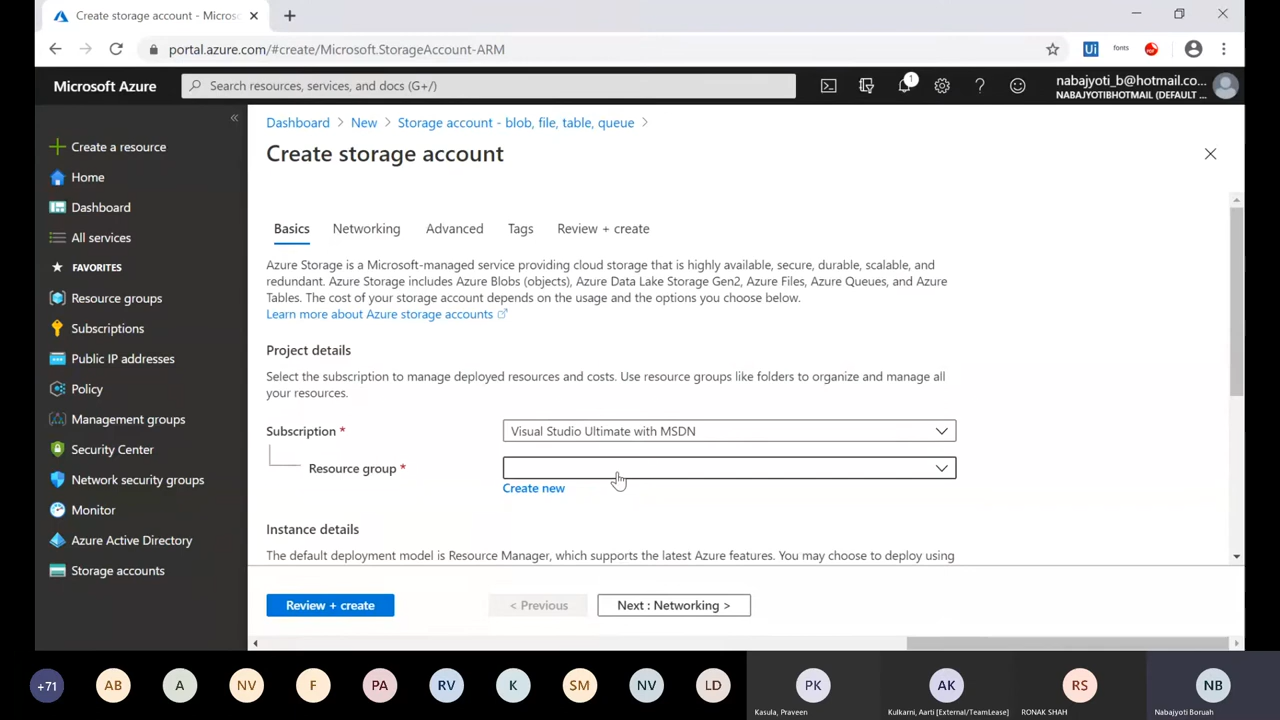 Create storage account - Micros
portal.azure.com/#create/Microsoft.StorageAccount-ARM
Ui
fonts
Microsoft Azure
Search resources, services, and docs (G+/)
1
nabajyoti_b@hotmail.co...
NABAJYOTIBHOTMAIL (DEFAULT ...
Create a resource
Home
Dashboard
All services
FAVORITES
Resource groups
Subscriptions
Public IP addresses
Policy
Management groups
Security Center
Network security groups
Monitor
Azure Active Directory
Storage accounts
Dashboard > New > Storage account - blob, file, table, queue >
Create storage account
Basics
Networking
Advanced
Tags
Review + create
Azure Storage is a Microsoft-managed service providing cloud storage that is highly available, secure, durable, scalable, and
redundant. Azure Storage includes Azure Blobs (objects), Azure Data Lake Storage Gen2, Azure Files, Azure Queues, and Azure
Tables. The cost of your storage account depends on the usage and the options you choose below.
Learn more about Azure storage accounts
Project details
Select the subscription to manage deployed resources and costs. Use resource groups like folders to organize and manage all
your resources.
Subscription *
Visual Studio Ultimate with MSDN
Resource group *
Create new
Instance details
The default deployment model is Resource Manager, which supports the latest Azure features. You may choose to deploy using
Review + create
< Previous
Next : Networking >
+71
AB
A
NV
F
PA
RV
K
SM
NV
LD
PK
Kasula, Praveen
AK
Kulkarni, Aarti [External/TeamLease]
RS
RONAK SHAH
NB
Nabajyoti Boruah